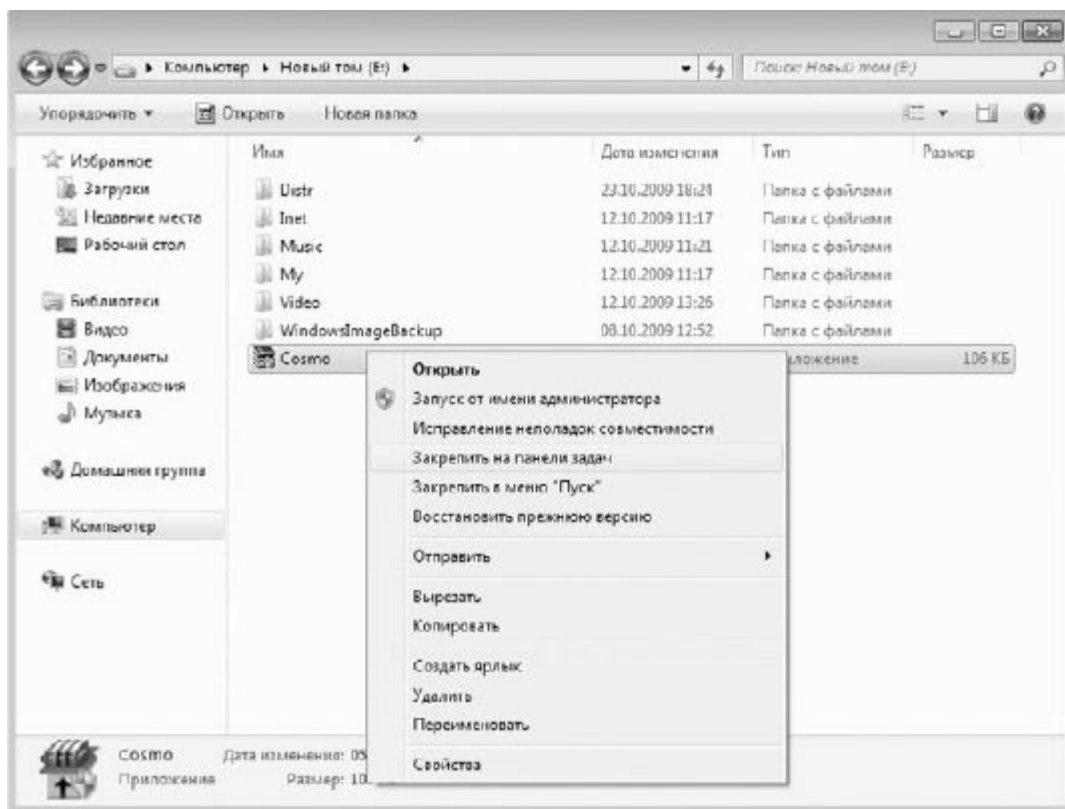 Компьютер ▸ Новый том (E:) ▸
Поиск: Новый том (E:)
Упорядочить ▾ Открыть Новая папка
Имя Дата изменения Тип Размер
Избранное
Загрузки
Недавние места
Рабочий стол
Библиотеки
Видео
Документы
Изображения
Музыка
Домашняя группа
Компьютер
Сеть
Distr 23.10.2009 18:24 Папка с файлами
Inet 12.10.2009 11:17 Папка с файлами
Music 12.10.2009 11:21 Папка с файлами
My 12.10.2009 11:17 Папка с файлами
Video 12.10.2009 13:26 Папка с файлами
WindowsImageBackup 08.10.2009 12:52 Папка с файлами
Cosmo ложение 106 КБ
Открыть
Запуск от имени администратора
Исправление неполадок совместимости
Закрепить на панели задач
Закрепить в меню "Пуск"
Восстановить прежнюю версию
Отправить
Вырезать
Копировать
Создать ярлык
Удалить
Переименовать
Свойства
Cosmo Дата изменения: 05
Приложение Размер: 10